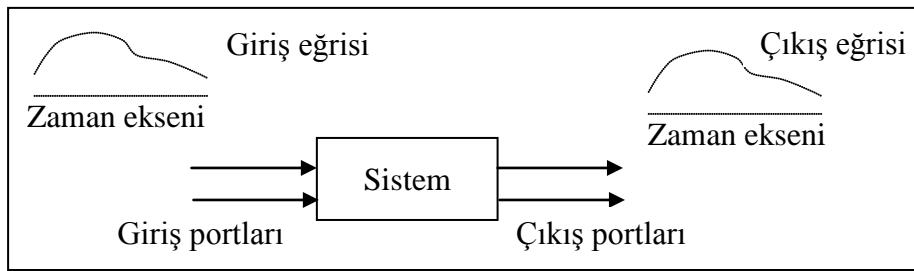 Giriş eğrisi
Çıkış eğrisi
Zaman ekseni
Zaman ekseni
Sistem
Giriş portları
Çıkış portları